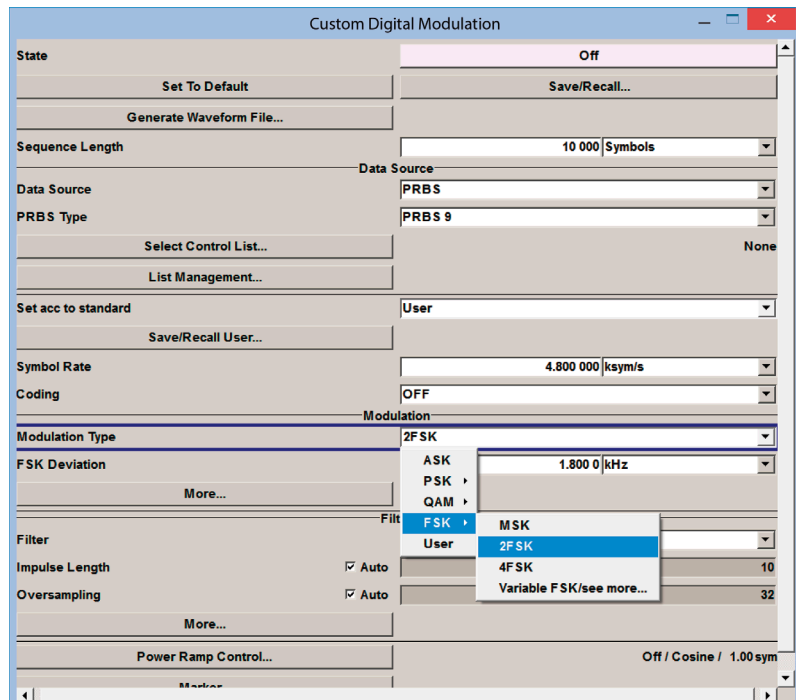 Custom Digital Modulation
State Off
Set To Default Save/Recall...
Generate Waveform File...
Sequence Length 10 000 Symbols
Data Source
Data Source PRBS
PRBS Type PRBS 9
Select Control List... None
List Management...
Set acc to standard User
Save/Recall User...
Symbol Rate 4.800 000 ksym/s
Coding OFF
Modulation
Modulation Type 2FSK
FSK Deviation 1.800 0 kHz
ASK
PSK
More...
QAM
Filt
FSK
MSK
Filter
User
2FSK
Impulse Length Auto 10
4FSK
Oversampling Auto 32
Variable FSK/see more...
More...
Power Ramp Control... Off / Cosine / 1.00 sym